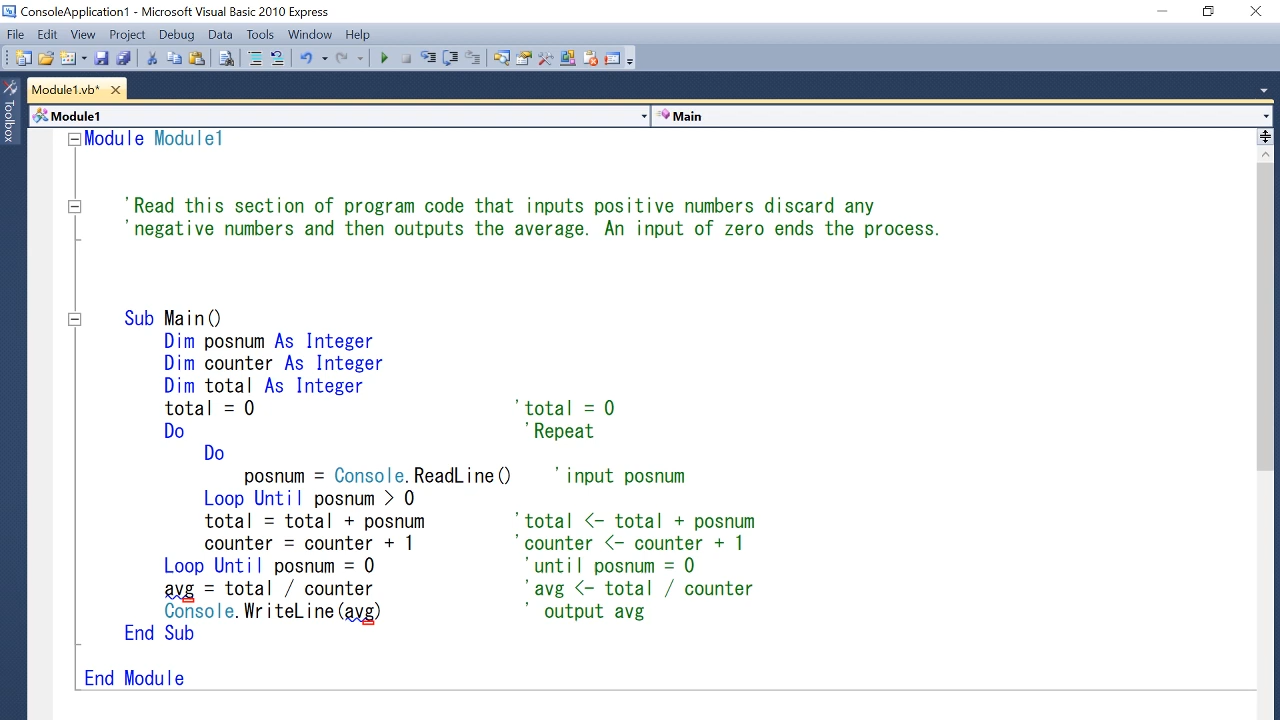 ConsoleApplication1 - Microsoft Visual Basic 2010 Express
File Edit View Project Debug Data Tools Window Help
Module1.vb*
Toolbox
Module1 Main
Module Module1
'Read this section of program code that inputs positive numbers discard any
'negative numbers and then outputs the average. An input of zero ends the process.
Sub Main()
Dim posnum As Integer
Dim counter As Integer
Dim total As Integer
total = 0 'total = 0
Do 'Repeat
Do
posnum = Console.ReadLine() 'input posnum
Loop Until posnum > 0
total = total + posnum 'total <- total + posnum
counter = counter + 1 'counter <- counter + 1
Loop Until posnum = 0 'until posnum = 0
avg = total / counter 'avg <- total / counter
Console.WriteLine(avg) ' output avg
End Sub
End Module